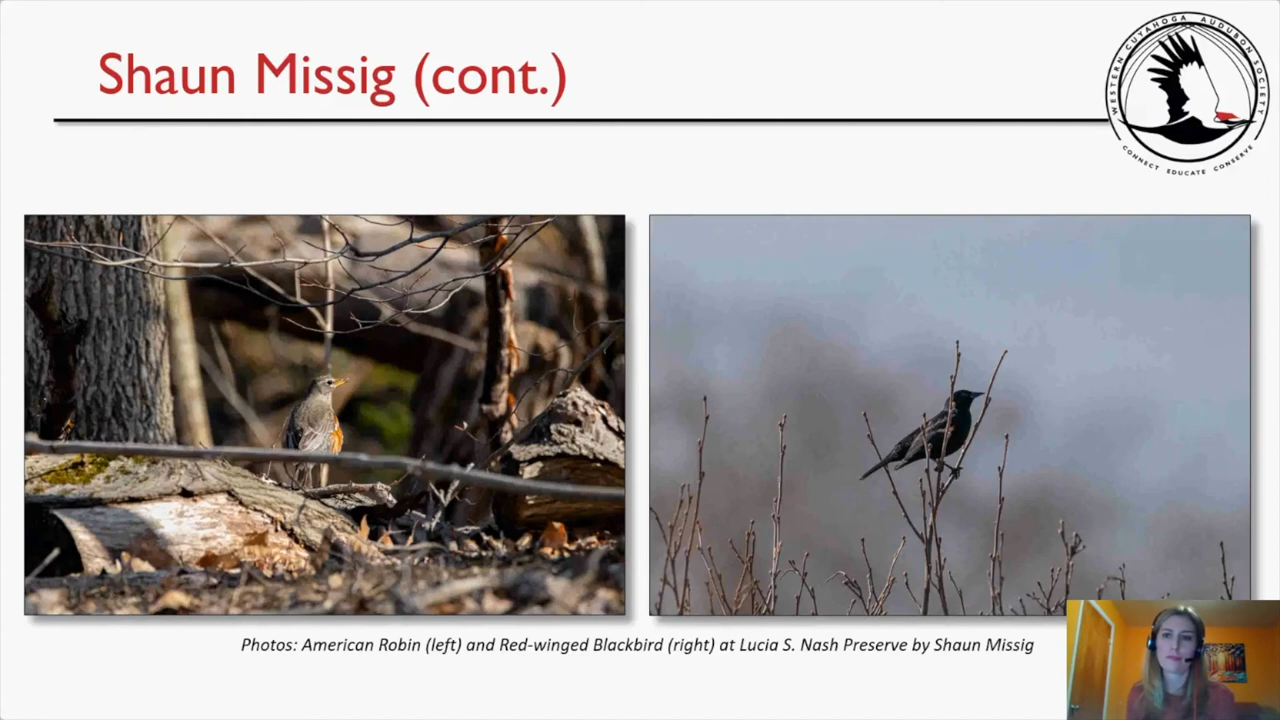 Shaun Missig (cont.)
WESTERN CUYAHOGA AUDUBON SOCIETY
CONNECT EDUCATE CONSERVE
Photos: American Robin (left) and Red-winged Blackbird (right) at Lucia S. Nash Preserve by Shaun Missig